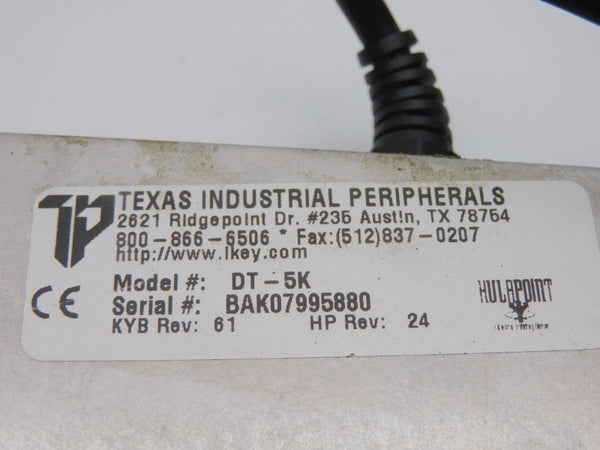 TP TEXAS INDUSTRIAL PERIPHERALS
2621 Ridgepoint Dr. #235 Austin, TX 78754
800-866-6506 * Fax:(512)837-0207
http://www.ikey.com
Model #: DT-5K
CE
Serial #: BAK07995880
HULAPOINT
KYB Rev: 61 HP Rev: 24